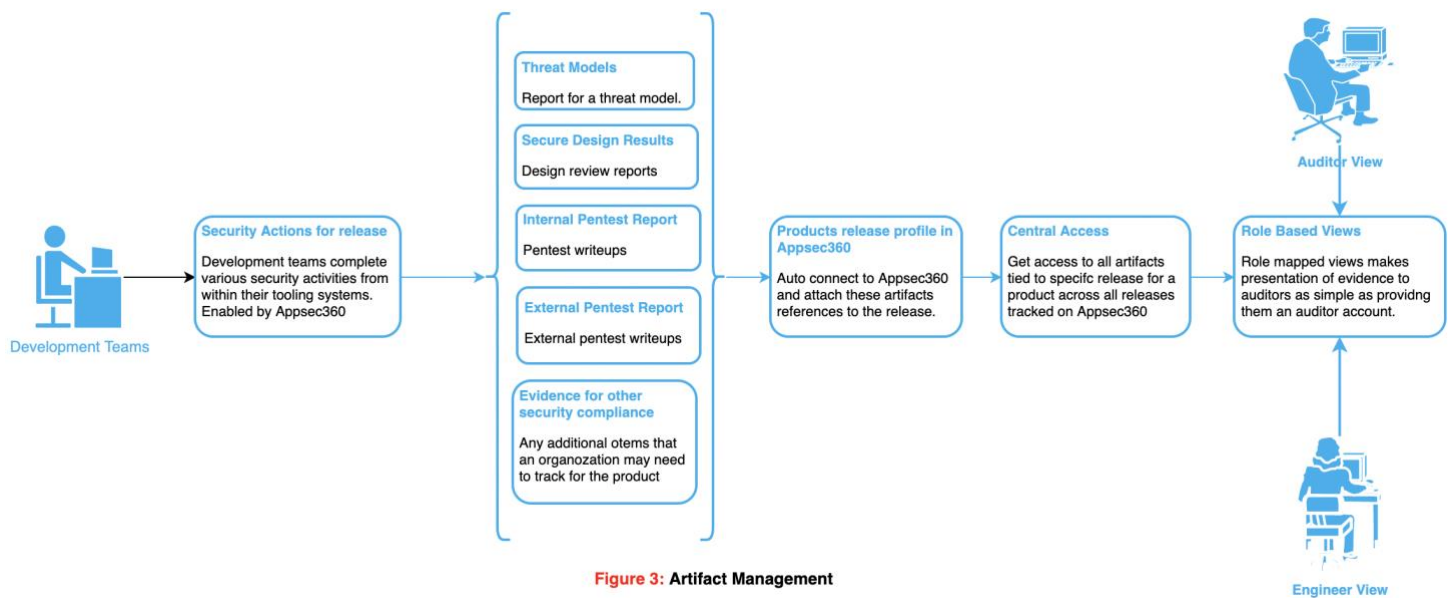 Development Teams
Security Actions for release
Development teams complete
various security activities from
within their tooling systems.
Enabled by Appsec360
Threat Models
Report for a threat model.
Secure Design Results
Design review reports
Internal Pentest Report
Pentest writeups
External Pentest Report
External pentest writeups
Evidence for other
security compliance
Any additional otems that
an organozation may need
to track for the product
Products release profile in
Appsec360
Auto connect to Appsec360
and attach these artifacts
references to the release.
Central Access
Get access to all artifacts
tied to specifc release for a
product across all releases
tracked on Appsec360
Auditor View
Role Based Views
Role mapped views makes
presentation of evidence to
auditors as simple as providng
them an auditor account.
Engineer View
Figure 3: Artifact Management